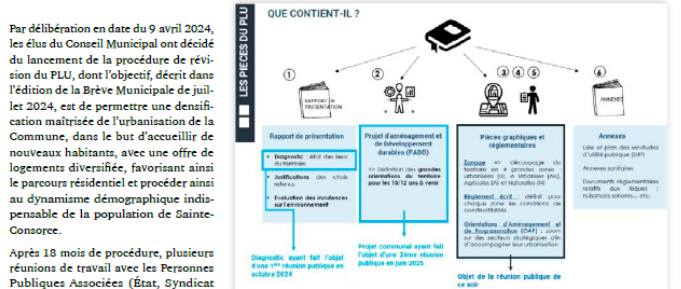 Par délibération en date du 9 avril 2024,
les élus du Conseil Municipal ont décidé
du lancement de la procédure de révi-
sion du PLU, dont l'objectif, décrit dans
l'édition de la Brève Municipale de juil-
let 2024, est de permettre une densifi-
cation maîtrisée de l'urbanisation de la
Commune, dans le but d'accueillir de
nouveaux habitants, avec une offre de
logements diversifiée, favorisant ainsi
le parcours résidentiel et procéder ainsi
au dynamisme démographique indis-
pensable de la population de Sainte-
Consorce.
Après 18 mois de procédure, plusieurs
réunions de travail avec les Personnes
Publiques Associées (État, Syndicat
LES PIECES DU PLU
QUE CONTIENT-IL ?
1
RAPPORT DE
PRESENTATION
Rapport de présentation
• Diagnostic : état des lieux
du territoire
• Justifications des choix
retenus
• Evaluation des incidences
sur l'environnement
Diagnostic ayant fait l'objet
d'une 1ère réunion publique en
octobre 2024
2
Projet d'aménagement et
de Développement
durables (PADD)
Définition des grandes
orientations du territoire
pour les 10/12 ans à venir
Projet communal ayant fait
l'objet d'une 2ème réunion
publique en juin 2025
3 4 5
Pièces graphiques et
réglementaires
Zonage découpage du
territoire en 4 grandes zones :
urbanisées (U), A Urbaniser (AU),
Agricoles (A) et Naturelles (N)
Règlement écrit : définit pour
chaque zone les conditions de
constructibilités
Orientations d'Aménagement et
de Programmation (OAP) : zoom
sur des secteurs stratégiques afin
d'accompagner leur urbanisation
Objet de la réunion publique de
ce soir
6
ANNEXES
Annexes
Liste et plan des servitudes
d'utilité publique (SUP)
Annexes sanitaires
Documents réglementaires
relatifs aux risques :
nuisances sonores... etc.